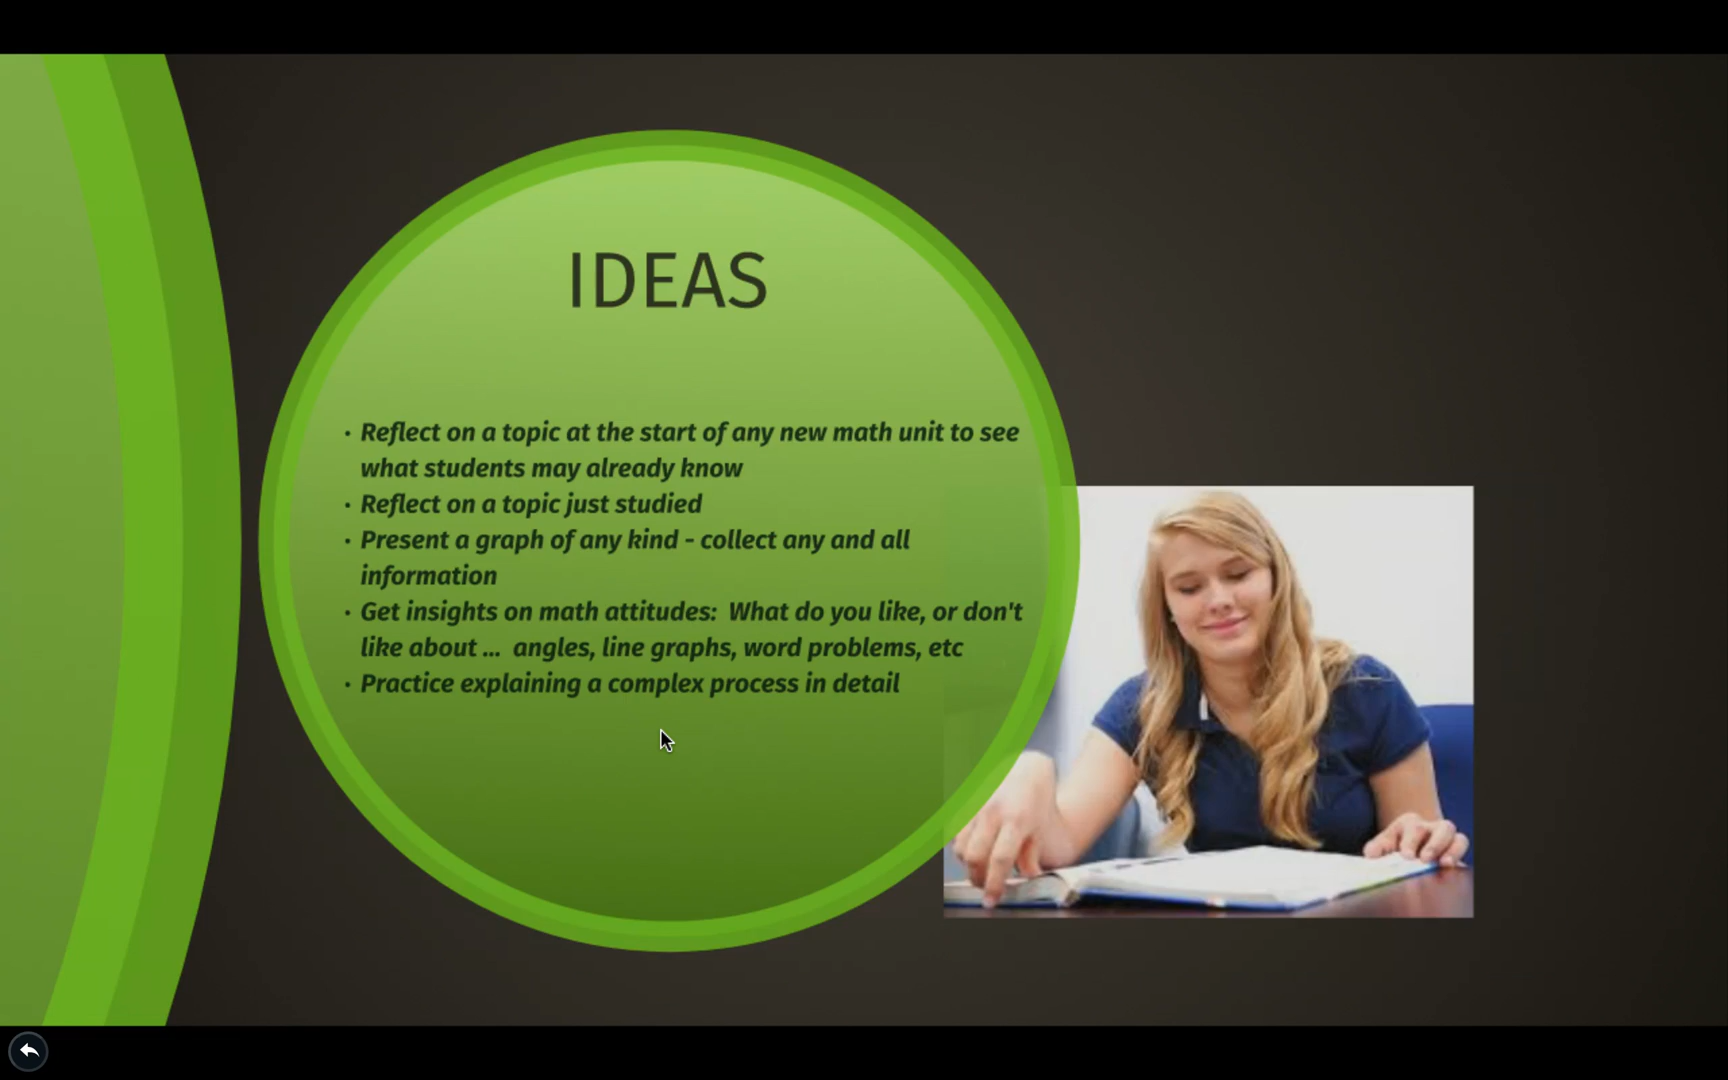 IDEAS
· Reflect on a topic at the start of any new math unit to see
what students may already know
· Reflect on a topic just studied
· Present a graph of any kind - collect any and all
information
· Get insights on math attitudes:  What do you like, or don't
like about ...  angles, line graphs, word problems, etc
· Practice explaining a complex process in detail